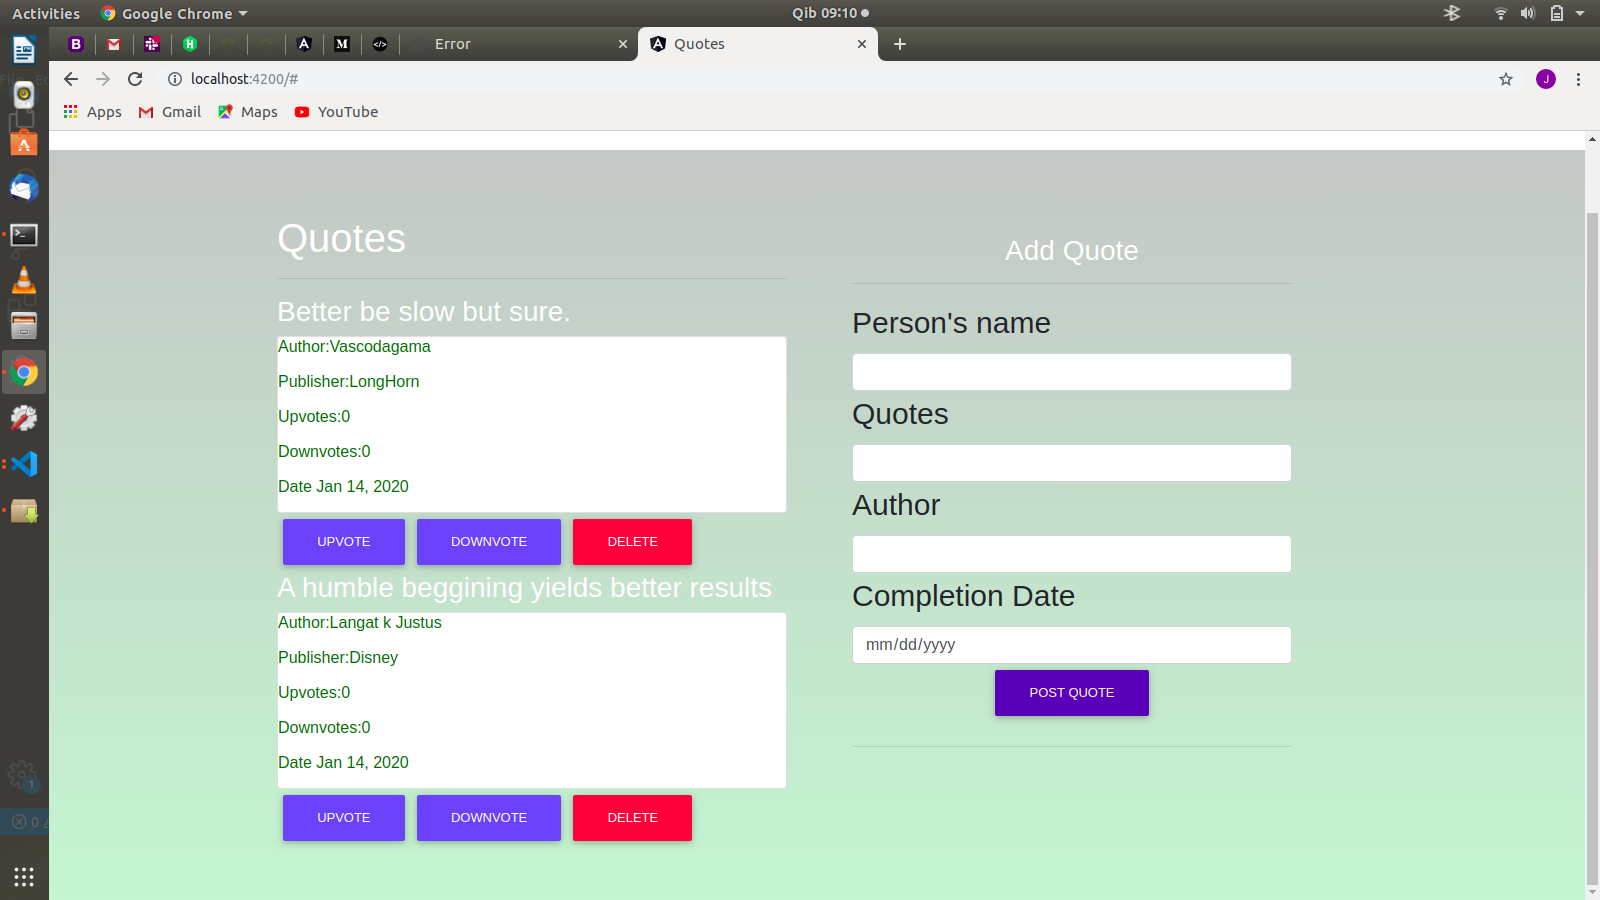 Activities
Google Chrome
Qib 09:10
Error
Quotes
localhost:4200/#
J
Apps
Gmail
Maps
YouTube
Quotes
Better be slow but sure.
Author:Vascodagama
Publisher:LongHorn
Upvotes:0
Downvotes:0
Date Jan 14, 2020
UPVOTE
DOWNVOTE
DELETE
A humble beggining yields better results
Author:Langat k Justus
Publisher:Disney
Upvotes:0
Downvotes:0
Date Jan 14, 2020
UPVOTE
DOWNVOTE
DELETE
Add Quote
Person's name
Quotes
Author
Completion Date
mm/dd/yyyy
POST QUOTE
1
0